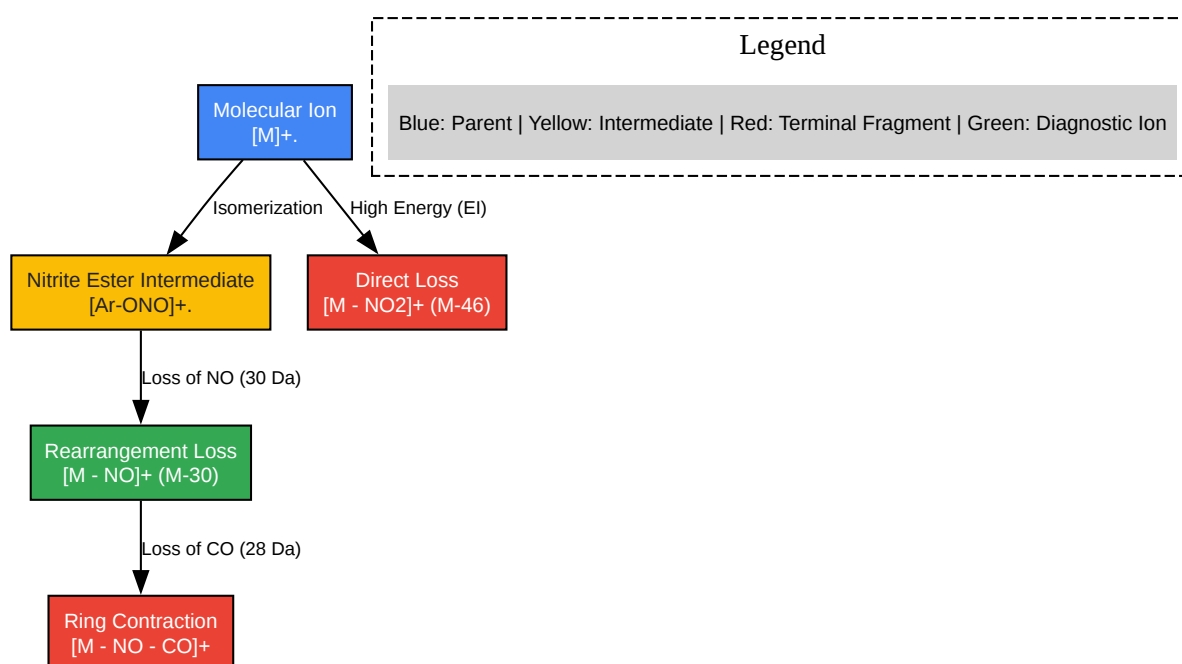 Legend
Blue: Parent | Yellow: Intermediate | Red: Terminal Fragment | Green: Diagnostic Ion
Molecular Ion
[M]+.
Isomerization
High Energy (EI)
Nitrite Ester Intermediate
[Ar-ONO]+.
Direct Loss
[M - NO2]+ (M-46)
Loss of NO (30 Da)
Rearrangement Loss
[M - NO]+ (M-30)
Loss of CO (28 Da)
Ring Contraction
[M - NO - CO]+